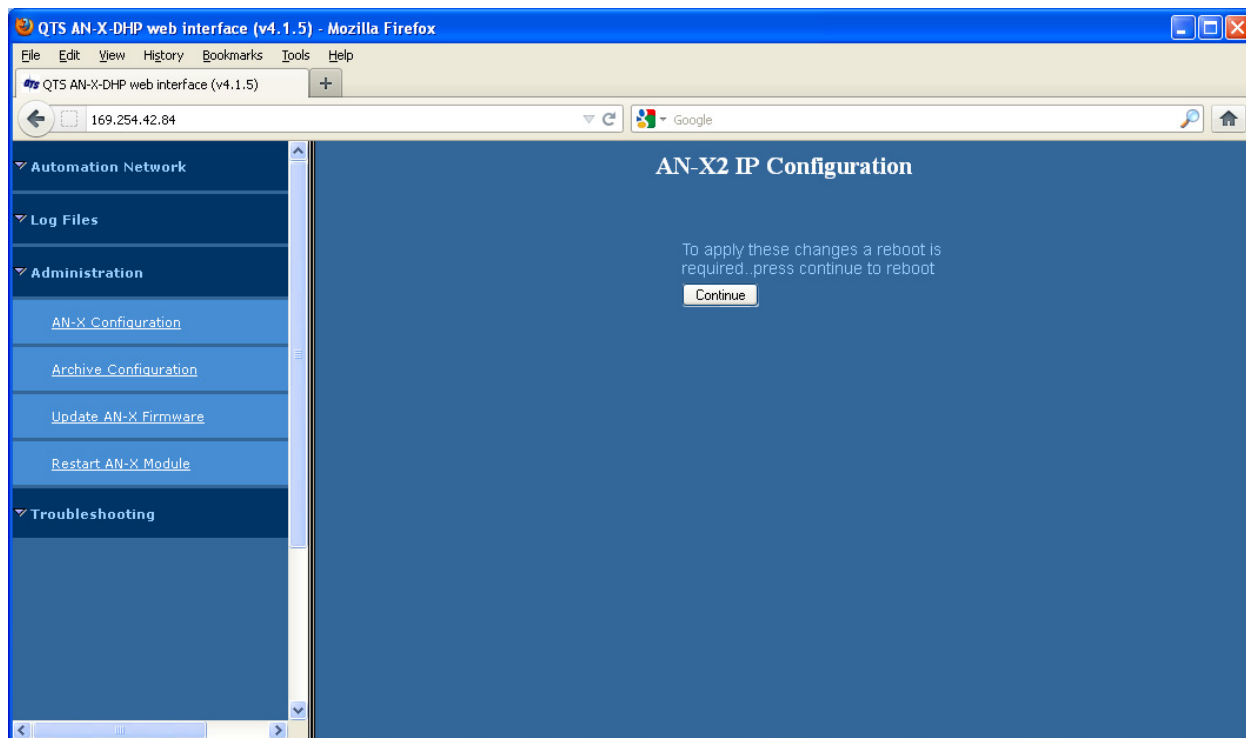 QTS AN-X-DHP web interface (v4.1.5) - Mozilla Firefox
File Edit View History Bookmarks Tools Help
QTS AN-X-DHP web interface (v4.1.5)
169.254.42.84
Google
Automation Network
Log Files
Administration
AN-X Configuration
Archive Configuration
Update AN-X Firmware
Restart AN-X Module
Troubleshooting
AN-X2 IP Configuration
To apply these changes a reboot is
required..press continue to reboot
Continue